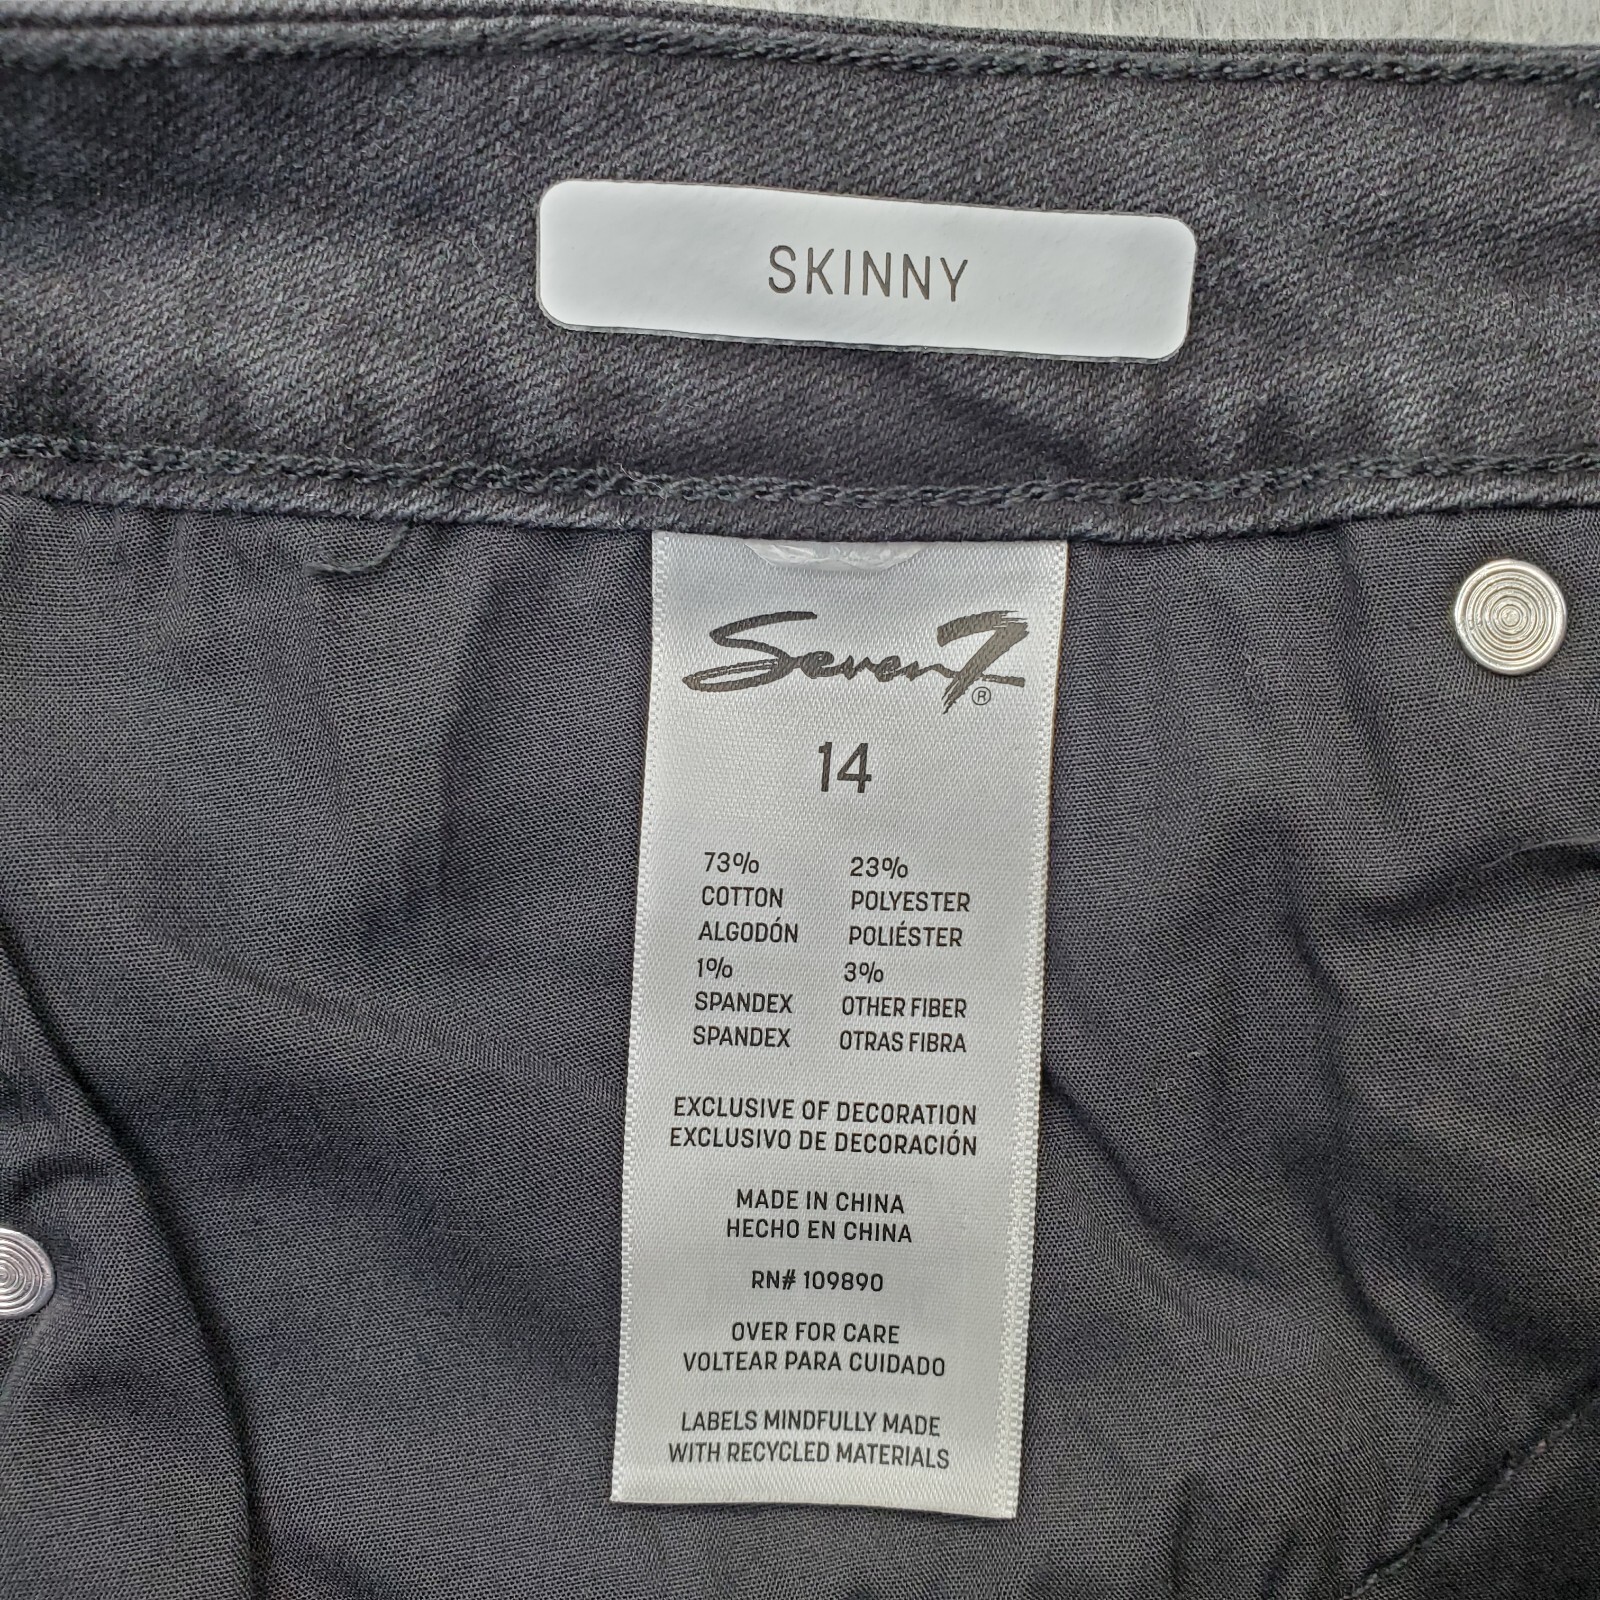 SKINNY
Seven7®
14
73% 23%
COTTON POLYESTER
ALGODÓN POLIÉSTER
1% 3%
SPANDEX OTHER FIBER
SPANDEX OTRAS FIBRA
EXCLUSIVE OF DECORATION
EXCLUSIVO DE DECORACIÓN
MADE IN CHINA
HECHO EN CHINA
RN# 109890
OVER FOR CARE
VOLTEAR PARA CUIDADO
LABELS MINDFULLY MADE
WITH RECYCLED MATERIALS